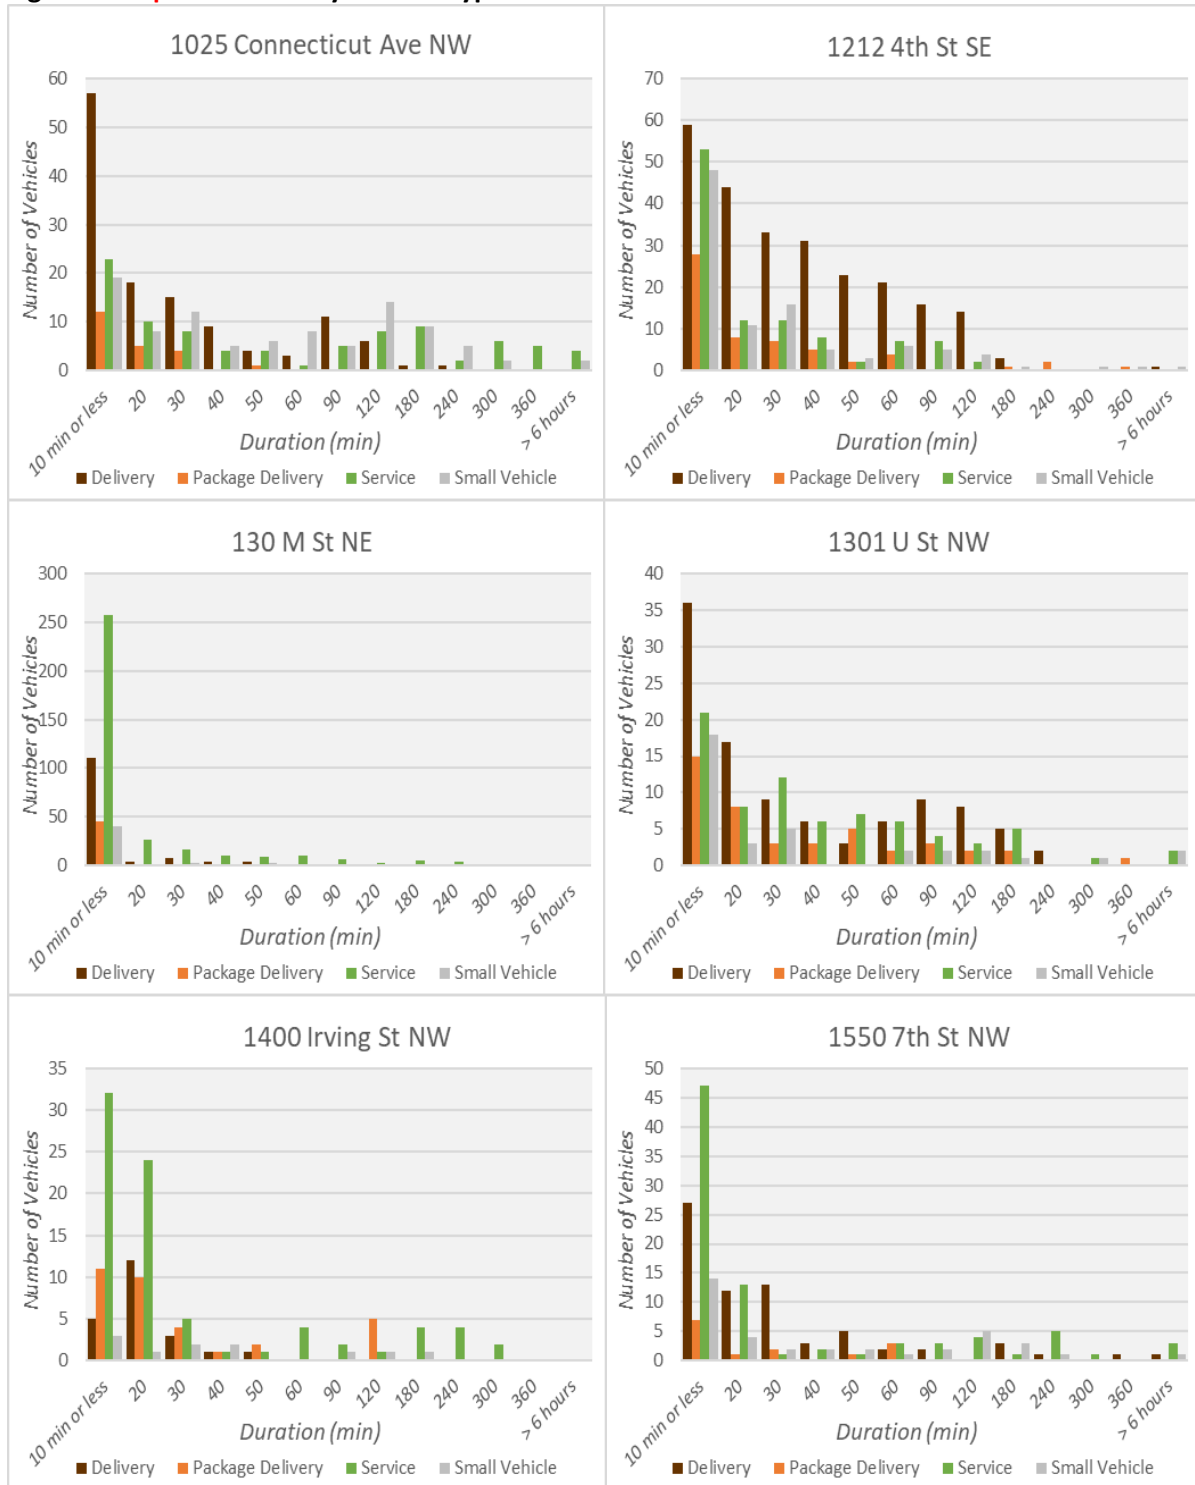 1025 Connecticut Ave NW
Number of Vehicles
60
50
40
30
20
10
0
10 min or less 20 30 40 50 60 90 120 180 240 300 360 > 6 hours
Duration (min)
Delivery Package Delivery Service Small Vehicle
1212 4th St SE
Number of Vehicles
70
60
50
40
30
20
10
0
10 min or less 20 30 40 50 60 90 120 180 240 300 360 > 6 hours
Duration (min)
Delivery Package Delivery Service Small Vehicle
130 M St NE
Number of Vehicles
300
250
200
150
100
50
0
10 min or less 20 30 40 50 60 90 120 180 240 300 360 > 6 hours
Duration (min)
Delivery Package Delivery Service Small Vehicle
1301 U St NW
Number of Vehicles
40
35
30
25
20
15
10
5
0
10 min or less 20 30 40 50 60 90 120 180 240 300 360 > 6 hours
Duration (min)
Delivery Package Delivery Service Small Vehicle
1400 Irving St NW
Number of Vehicles
35
30
25
20
15
10
5
0
10 min or less 20 30 40 50 60 90 120 180 240 300 360 > 6 hours
Duration (min)
Delivery Package Delivery Service Small Vehicle
1550 7th St NW
Number of Vehicles
50
45
40
35
30
25
20
15
10
5
0
10 min or less 20 30 40 50 60 90 120 180 240 300 360 > 6 hours
Duration (min)
Delivery Package Delivery Service Small Vehicle